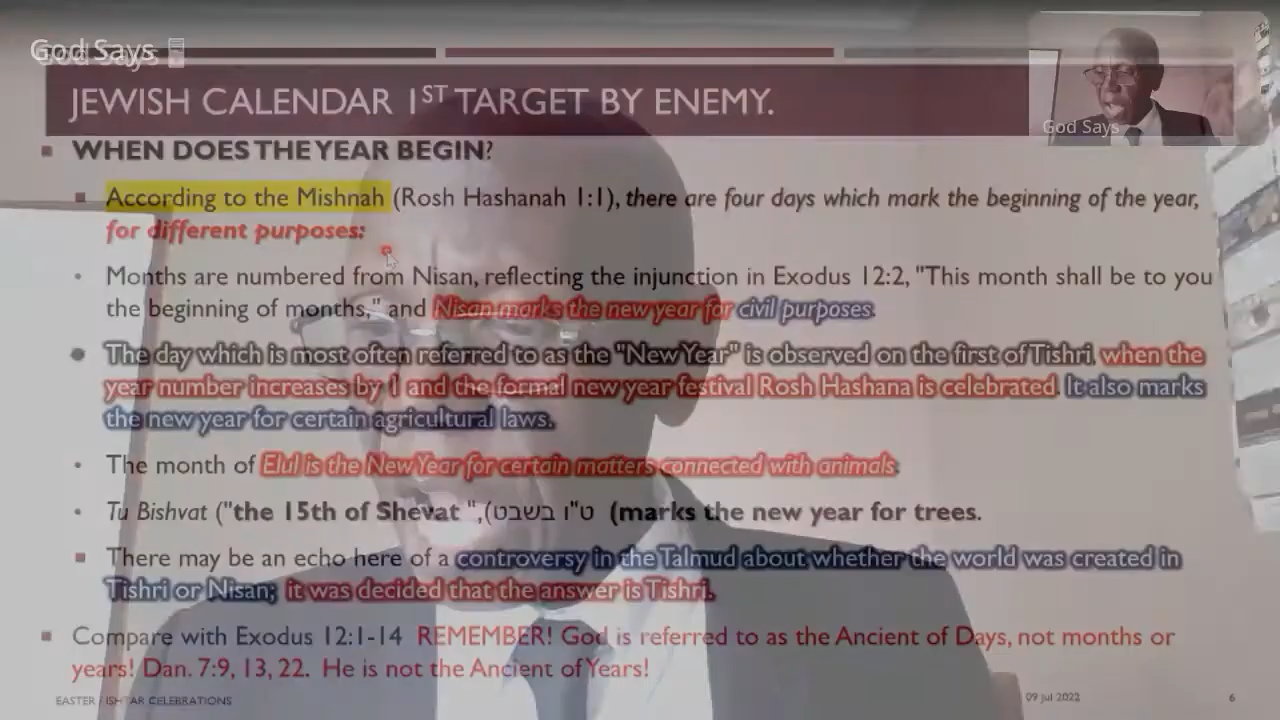 God Says
God Says
JEWISH CALENDAR 1ST TARGET BY ENEMY.
WHEN DOES THE YEAR BEGIN?
According to the Mishnah (Rosh Hashanah 1:1), there are four days which mark the beginning of the year,
for different purposes:
Months are numbered from Nisan, reflecting the injunction in Exodus 12:2, "This month shall be to you
the beginning of months," and Nisan marks the new year for civil purposes.
The day which is most often referred to as the "New Year" is observed on the first of Tishri, when the
year number increases by 1 and the formal new year festival Rosh Hashana is celebrated. It also marks
the new year for certain agricultural laws.
The month of Elul is the New Year for certain matters connected with animals.
Tu Bishvat ("the 15th of Shevat ",(ט"ו בשבט (marks the new year for trees.
There may be an echo here of a controversy in the Talmud about whether the world was created in
Tishri or Nisan; it was decided that the answer is Tishri.
Compare with Exodus 12:1-14 REMEMBER! God is referred to as the Ancient of Days, not months or
years! Dan. 7:9, 13, 22. He is not the Ancient of Years!
EASTER / ISHTAR CELEBRATIONS
09 Jul 2022
6